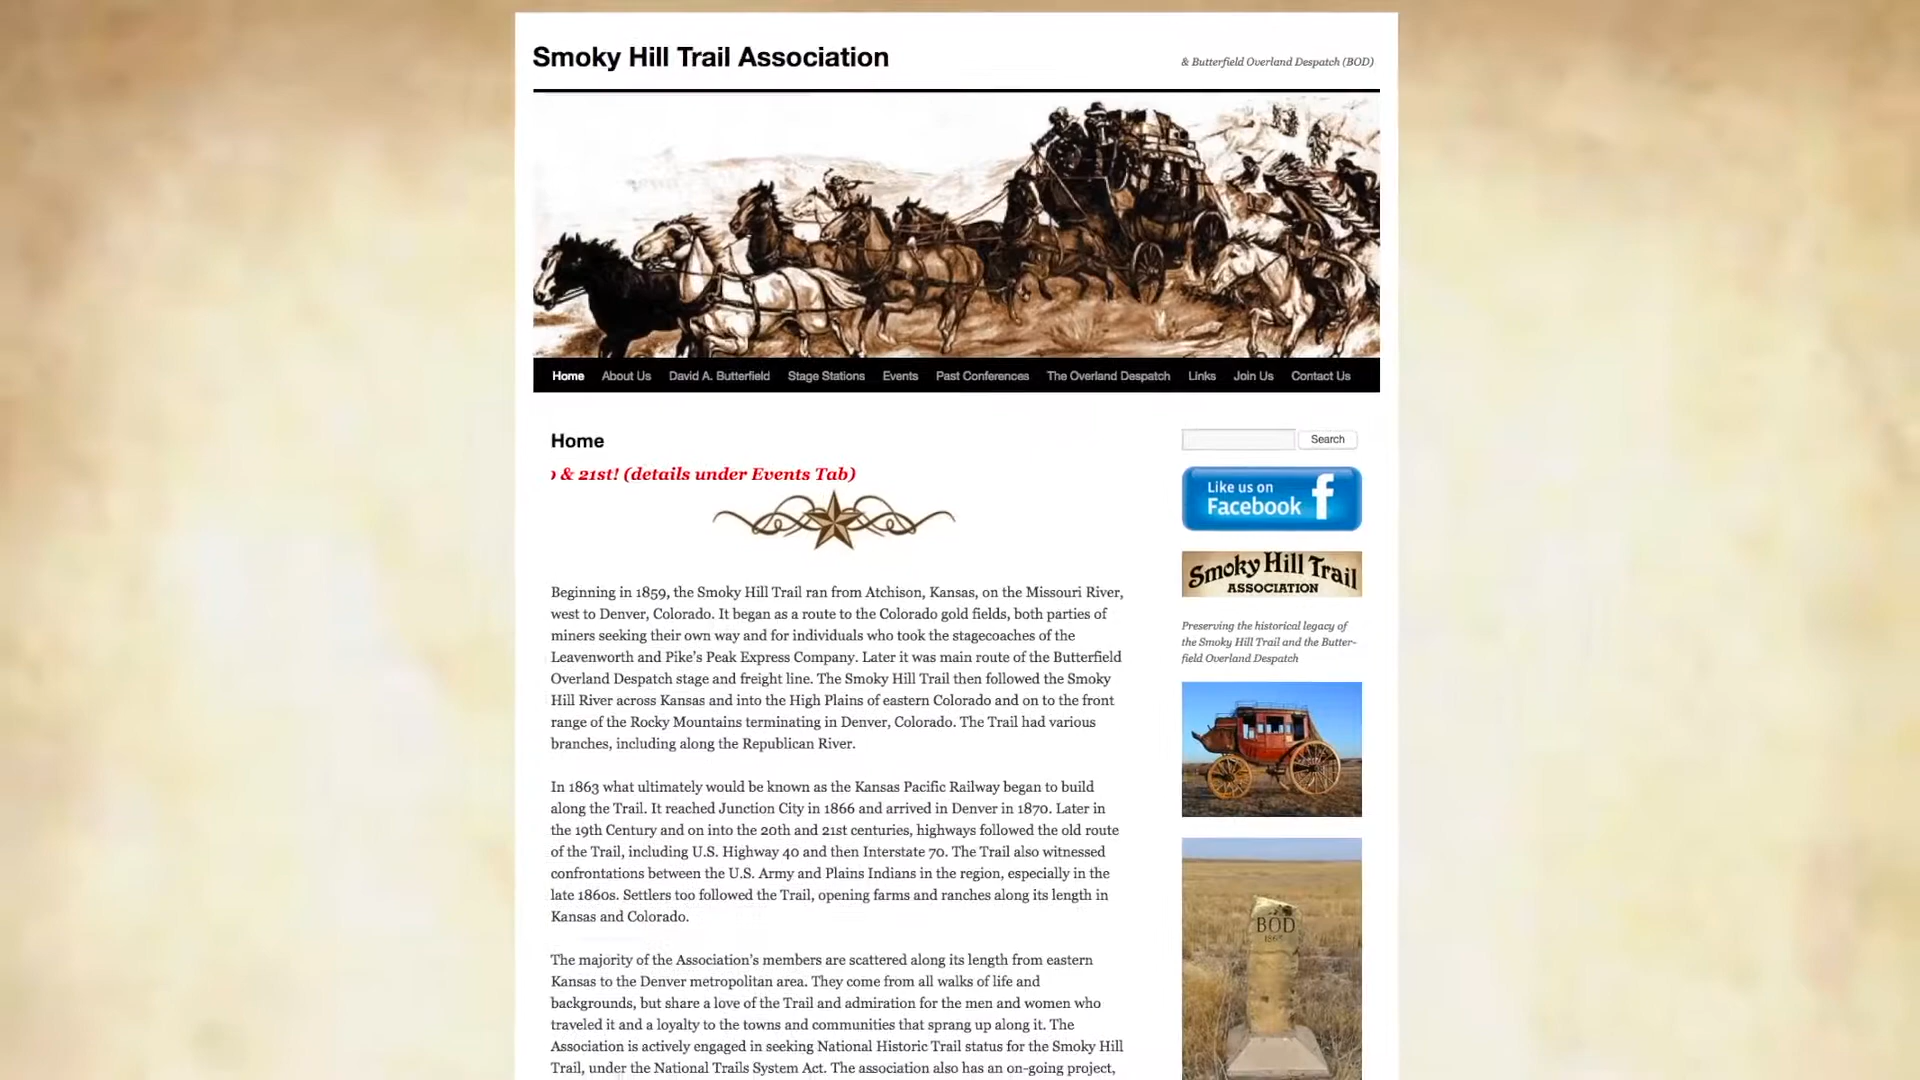 Smoky Hill Trail Association
& Butterfield Overland Despatch (BOD)
Home About Us David A. Butterfield Stage Stations Events Past Conferences The Overland Despatch Links Join Us Contact Us
Home
& 21st! (details under Events Tab)
Beginning in 1859, the Smoky Hill Trail ran from Atchison, Kansas, on the Missouri River,
west to Denver, Colorado. It began as a route to the Colorado gold fields, both parties of
miners seeking their own way and for individuals who took the stagecoaches of the
Leavenworth and Pike's Peak Express Company. Later it was main route of the Butterfield
Overland Despatch stage and freight line. The Smoky Hill Trail then followed the Smoky
Hill River across Kansas and into the High Plains of eastern Colorado and on to the front
range of the Rocky Mountains terminating in Denver, Colorado. The Trail had various
branches, including along the Republican River.
In 1863 what ultimately would be known as the Kansas Pacific Railway began to build
along the Trail. It reached Junction City in 1866 and arrived in Denver in 1870. Later in
the 19th Century and on into the 20th and 21st centuries, highways followed the old route
of the Trail, including U.S. Highway 40 and then Interstate 70. The Trail also witnessed
confrontations between the U.S. Army and Plains Indians in the region, especially in the
late 1860s. Settlers too followed the Trail, opening farms and ranches along its length in
Kansas and Colorado.
The majority of the Association's members are scattered along its length from eastern
Kansas to the Denver metropolitan area. They come from all walks of life and
backgrounds, but share a love of the Trail and admiration for the men and women who
traveled it and a loyalty to the towns and communities that sprang up along it. The
Association is actively engaged in seeking National Historic Trail status for the Smoky Hill
Trail, under the National Trails System Act. The association also has an on-going project,
Search
Like us on
Facebook f
Smoky Hill Trail
ASSOCIATION
Preserving the historical legacy of
the Smoky Hill Trail and the Butter-
field Overland Despatch
BOD